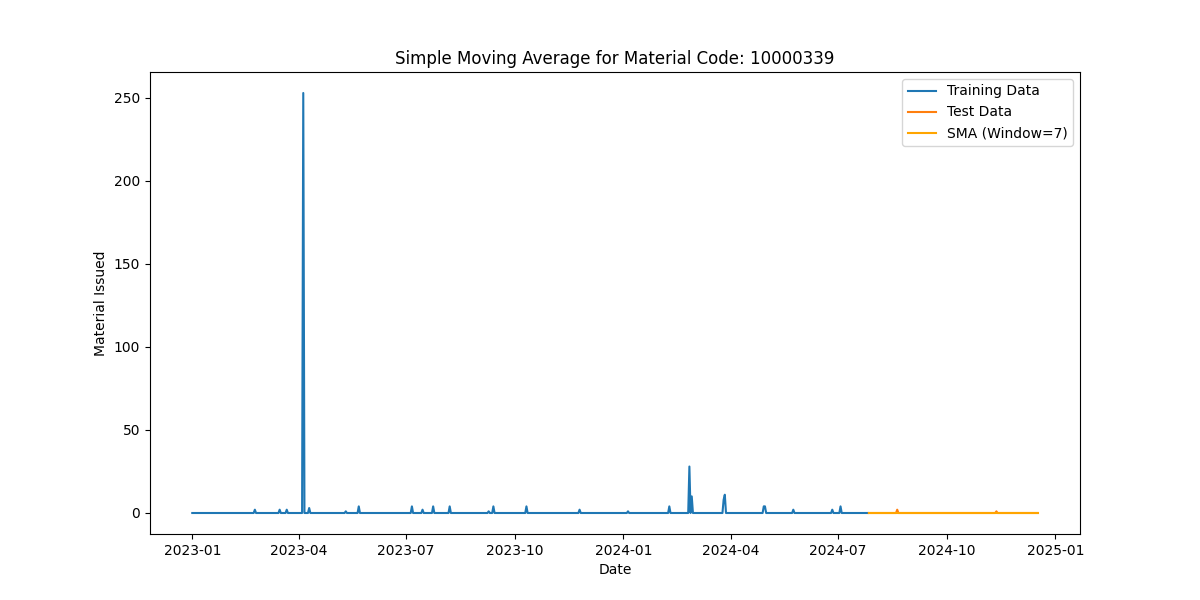 Simple Moving Average for Material Code: 10000339
Training Data
Test Data
SMA (Window=7)
Material Issued
250
200
150
100
50
0
2023-01 2023-04 2023-07 2023-10 2024-01 2024-04 2024-07 2024-10 2025-01
Date